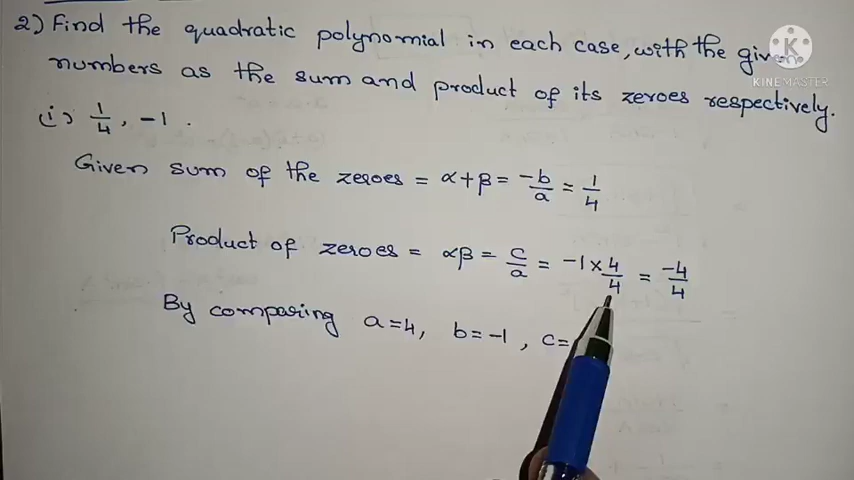 2) Find the quadratic polynomial in each case, with the given
numbers as the sum and product of its zeroes respectively.
(i) 1/4, -1.
Given sum of the zeroes = α+β = -b/a = 1/4
Product of zeroes = αβ = c/a = -1 × 4/4 = -4/4
By comparing a=4, b=-1, c=
K
KINEMASTER